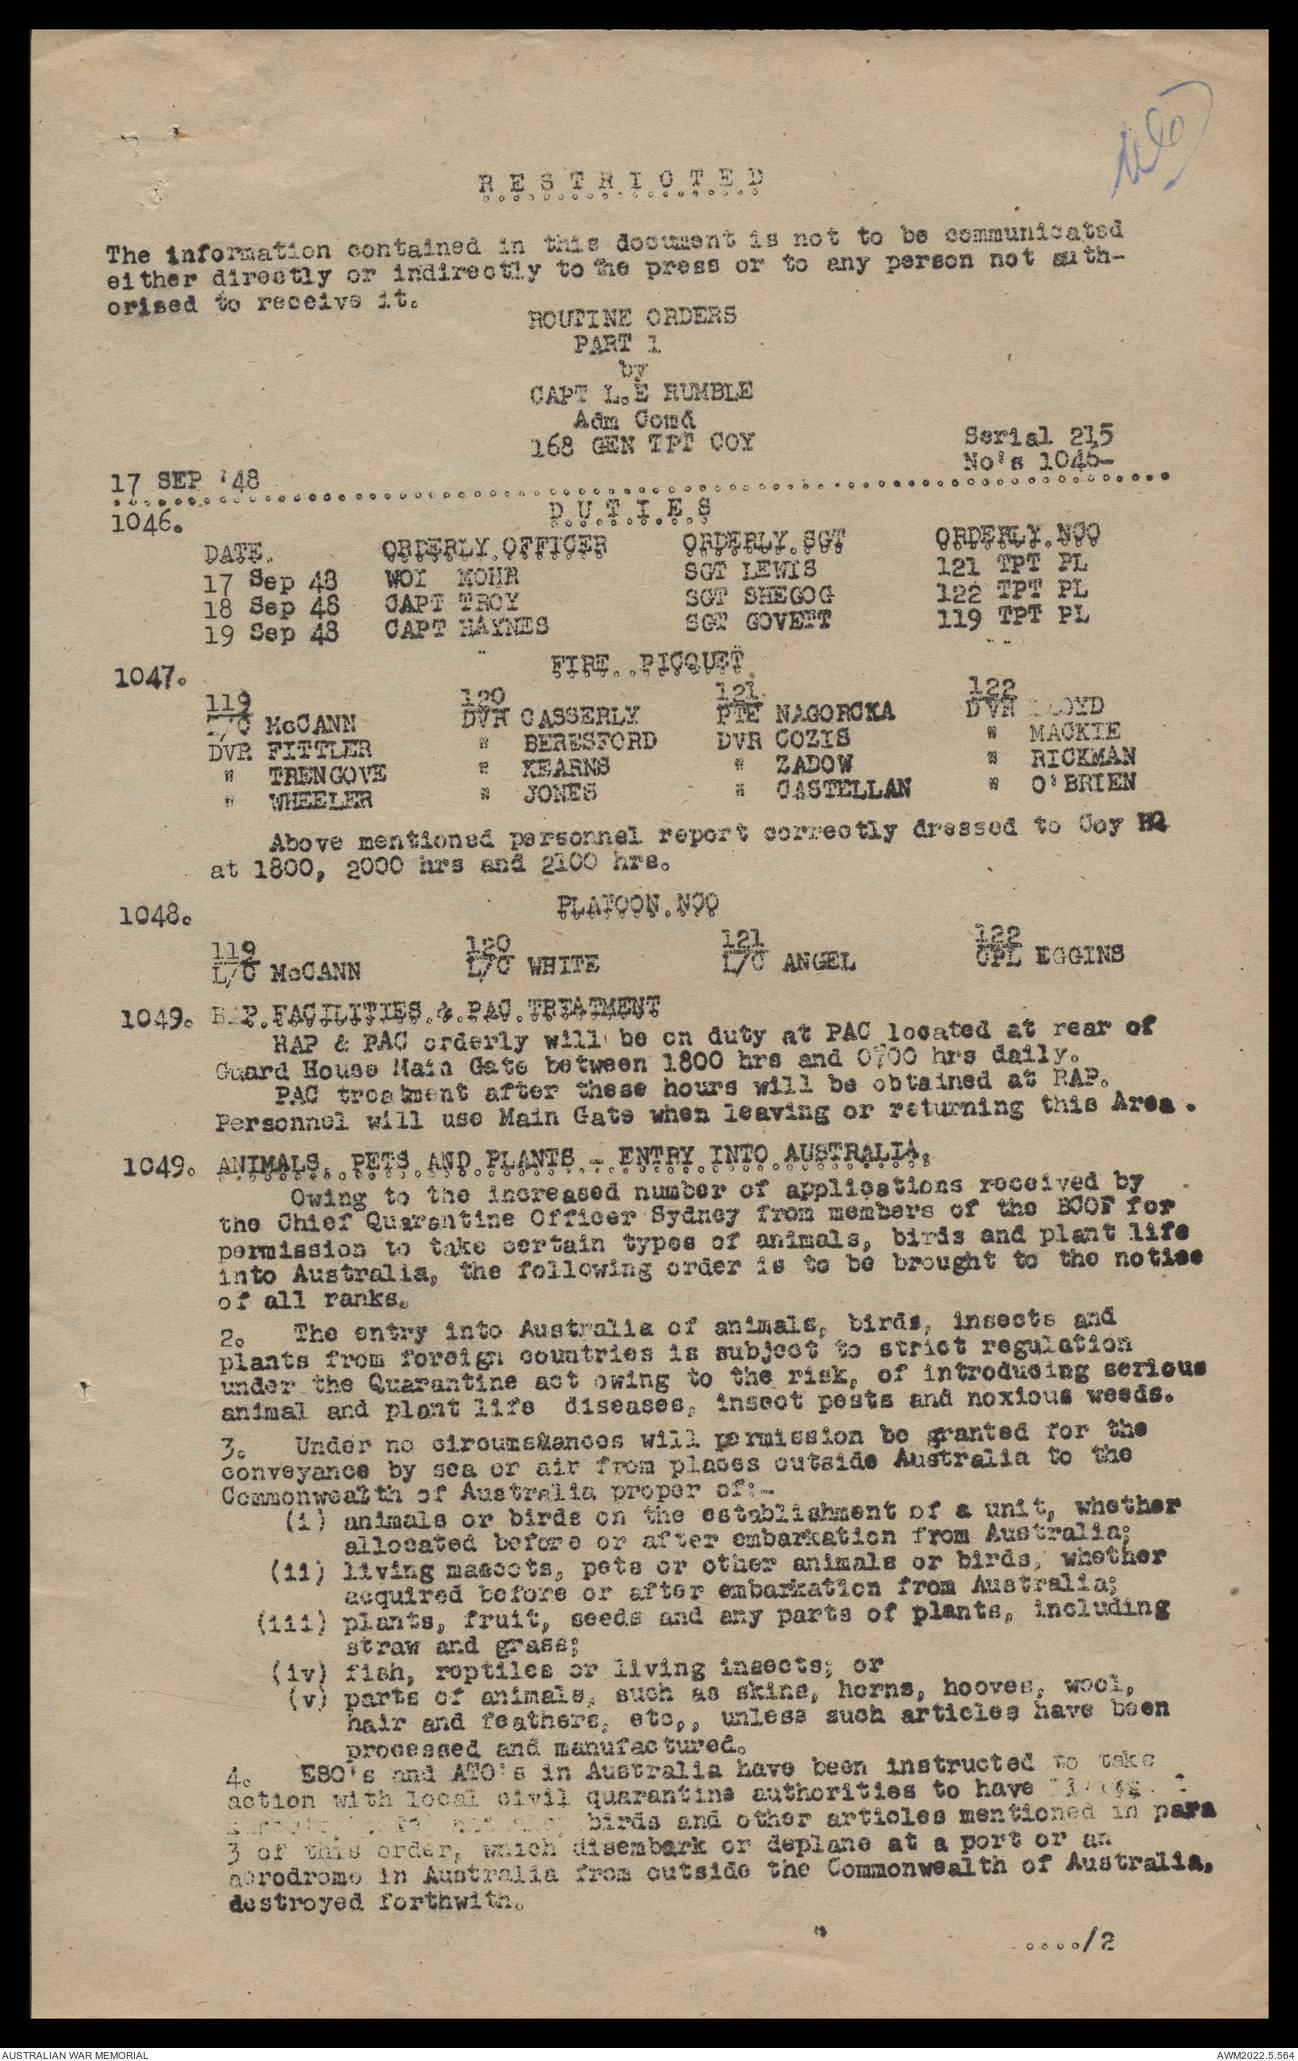 R E S T R I C T E D
The information contained in this document is not to be communicated
either directly or indirectly to the press or to any person not auth-
orised to receive it.
ROUTINE ORDERS
PART 1
by
CAPT L.E RUMBLE
Adm Comd
168 GEN TPT COY
Serial 215
No's 1046-
17 SEP '48
1046. D.U.T.I.E.S
DATE. ORDERLY.OFFICER ORDERLY.SGT ORDERLY.NCO
17 Sep 48 WOI MOHR SGT LEWIS 121 TPT PL
18 Sep 48 CAPT TROY SGT SHEGOG 122 TPT PL
19 Sep 48 CAPT HAYNES SGT GOVETT 119 TPT PL
1047. FIRE..PICQUET.
119 120 121 122
L/C McCANN DVR CASSERLY PTE NAGORCKA DVR LLOYD
DVR FITTLER " BERESFORD DVR COZIS " MACKIE
" TRENGOVE " KEARNS " ZADOW " RICKMAN
" WHEELER " JONES " CASTELLAN " O'BRIEN
Above mentioned personnel report correctly dressed to Coy HQ
at 1800, 2000 hrs and 2100 hrs.
1048. PLATOON.NCO
119 120 121 122
L/C McCANN L/C WHITE L/C ANGEL CPL EGGINS
1049. RAP.FACILITIES.&.PAC.TREATMENT
RAP & PAC orderly will be on duty at PAC located at rear of
Guard House Main Gate between 1800 hrs and 0700 hrs daily.
PAC treatment after these hours will be obtained at RAP.
Personnel will use Main Gate when leaving or returning this Area.
1049. ANIMALS, PETS AND PLANTS - ENTRY INTO AUSTRALIA,
Owing to the increased number of applications received by
the Chief Quarantine Officer Sydney from members of the BCOF for
permission to take certain types of animals, birds and plant life
into Australia, the following order is to be brought to the notice
of all ranks.
2. The entry into Australia of animals, birds, insects and
plants from foreign countries is subject to strict regulation
under the Quarantine act owing to the risk, of introducing serious
animal and plant life diseases, insect pests and noxious weeds.
3. Under no circumstances will permission be granted for the
conveyance by sea or air from places outside Australia to the
Commonwealth of Australia proper of:-
(i) animals or birds on the establishment of a unit, whether
allocated before or after embarkation from Australia;
(ii) living mascots, pets or other animals or birds, whether
acquired before or after embarkation from Australia;
(iii) plants, fruit, seeds and any parts of plants, including
straw and grass;
(iv) fish, reptiles or living insects; or
(v) parts of animals, such as skins, horns, hooves, wool,
hair and feathers, etc,, unless such articles have been
processed and manufactured.
4. ESO's and ATO's in Australia have been instructed to take
action with local civil quarantine authorities to have
birds and other articles mentioned in para
3 of this order, which disembark or deplane at a port or an
aerodrome in Australia from outside the Commonwealth of Australia,
destroyed forthwith.
..../2
AUSTRALIAN WAR MEMORIAL
AWM2022.5.564